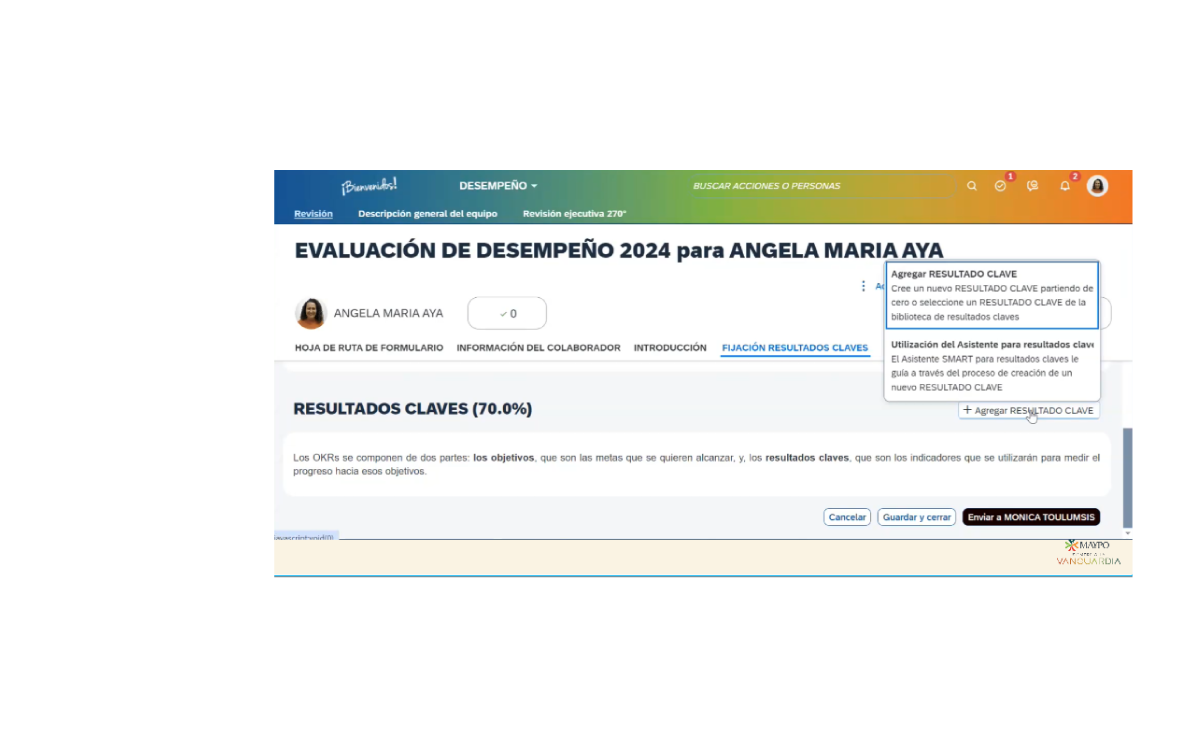 ¡Bienvenidos!
DESEMPEÑO
BUSCAR ACCIONES O PERSONAS
1
2
Revisión
Descripción general del equipo
Revisión ejecutiva 270°
EVALUACIÓN DE DESEMPEÑO 2024 para ANGELA MARIA AYA
Agregar RESULTADO CLAVE
Cree un nuevo RESULTADO CLAVE partiendo de
cero o seleccione un RESULTADO CLAVE de la
biblioteca de resultados claves
ANGELA MARIA AYA
0
HOJA DE RUTA DE FORMULARIO
INFORMACIÓN DEL COLABORADOR
INTRODUCCIÓN
FIJACIÓN RESULTADOS CLAVES
Utilización del Asistente para resultados clave
El Asistente SMART para resultados claves le
guía a través del proceso de creación de un
nuevo RESULTADO CLAVE
RESULTADOS CLAVES (70.0%)
+ Agregar RESULTADO CLAVE
Los OKRs se componen de dos partes: los objetivos, que son las metas que se quieren alcanzar, y, los resultados claves, que son los indicadores que se utilizarán para medir el
progreso hacia esos objetivos.
Cancelar
Guardar y cerrar
Enviar a MONICA TOULUMSIS
MAYPO
VANGUARDIA